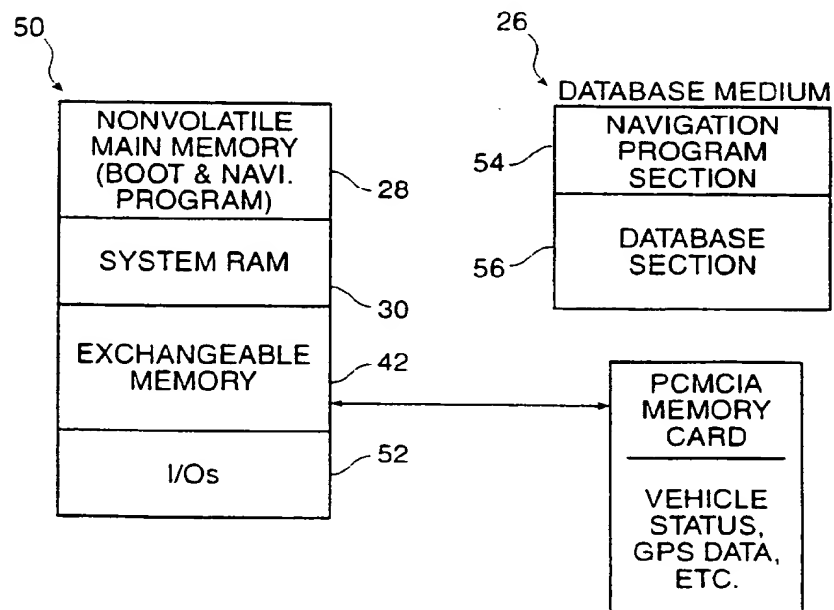 50
NONVOLATILE
MAIN MEMORY
(BOOT & NAVI.
PROGRAM)
28
SYSTEM RAM
30
EXCHANGEABLE
MEMORY
42
I/Os
52
26
DATABASE MEDIUM
NAVIGATION
PROGRAM
SECTION
54
DATABASE
SECTION
56
PCMCIA
MEMORY
CARD
VEHICLE
STATUS,
GPS DATA,
ETC.